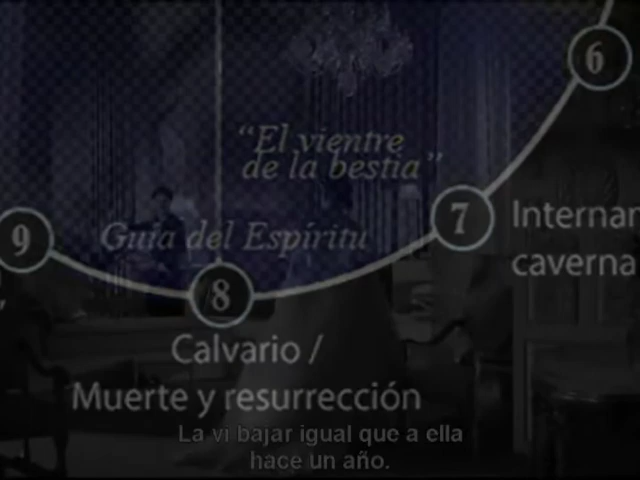 6
"El vientre
de la bestia"
7
Internar
caverna
9
Guía del Espíritu
8
Calvario /
Muerte y resurrección
La vi bajar igual que a ella
hace un año.